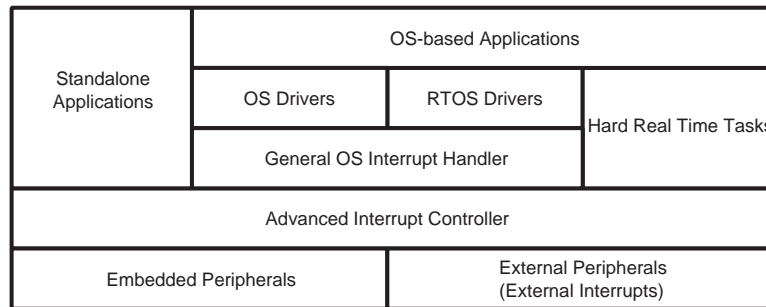 OS-based Applications
Standalone
Applications
OS Drivers
RTOS Drivers
Hard Real Time Tasks
General OS Interrupt Handler
Advanced Interrupt Controller
Embedded Peripherals
External Peripherals
(External Interrupts)